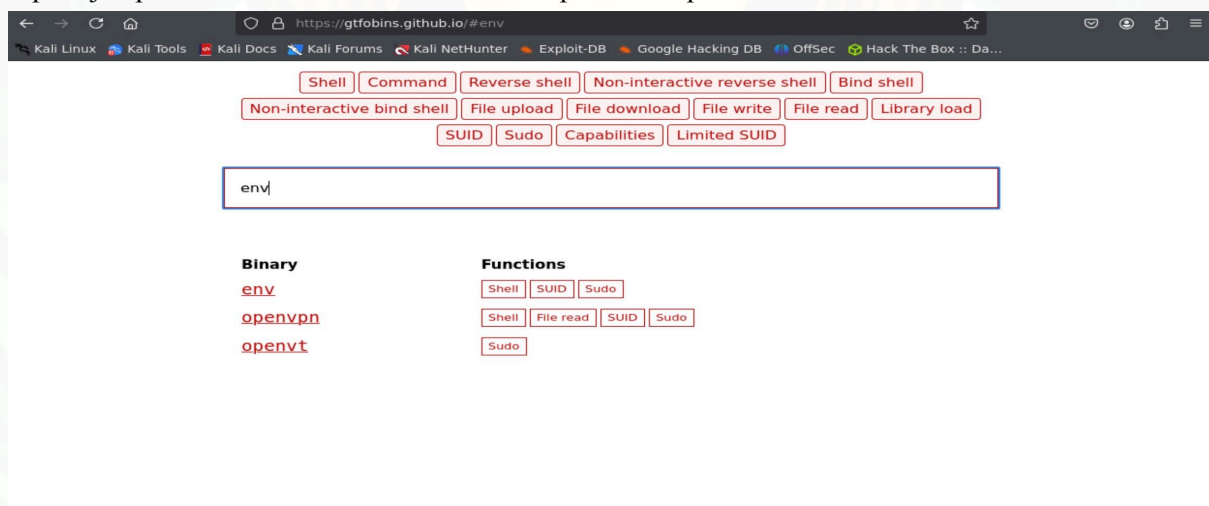 https://gtfobins.github.io/#env
Kali Linux Kali Tools Kali Docs Kali Forums Kali NetHunter Exploit-DB Google Hacking DB OffSec Hack The Box :: Da...
Shell Command Reverse shell Non-interactive reverse shell Bind shell
Non-interactive bind shell File upload File download File write File read Library load
SUID Sudo Capabilities Limited SUID
env
Binary Functions
env Shell SUID Sudo
openvpn Shell File read SUID Sudo
openvt Sudo